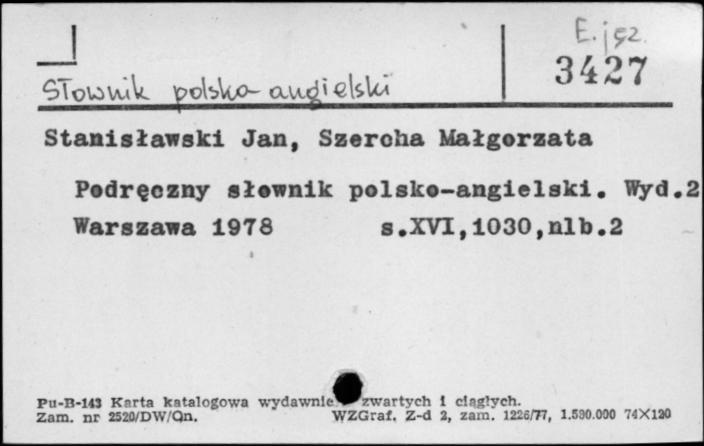 E. jęz.
3427
Słownik polsko-angielski
Stanisławski Jan, Szercha Małgorzata
Podręczny słownik polsko-angielski. Wyd.2
Warszawa 1978 s.XVI,1030,nlb.2
Pu-B-143 Karta katalogowa wydawnic zwartych i ciągłych.
Zam. nr 2520/DW/Qn. WZGraf. Z-d 2, zam. 1226/77, 1.590.000 74X120